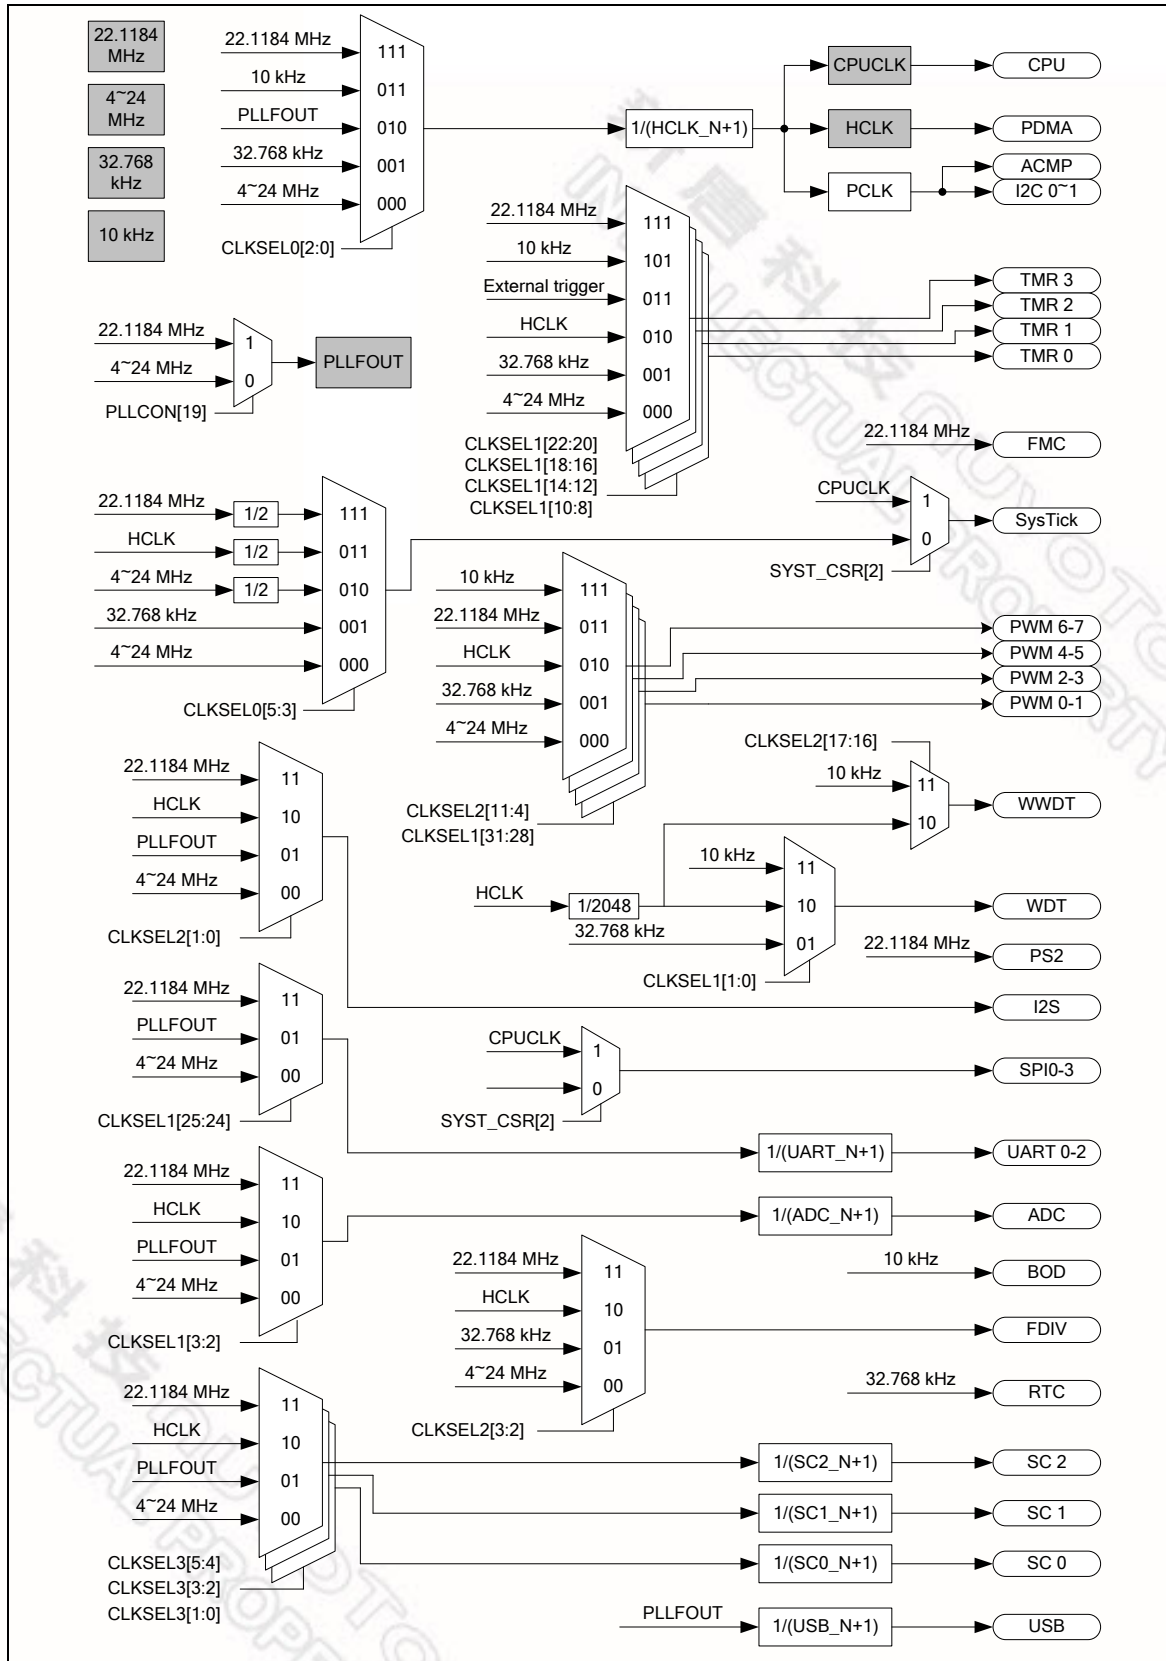 22.1184
MHz
4~24
MHz
32.768
kHz
10 kHz
22.1184 MHz
10 kHz
PLLFOUT
32.768 kHz
4~24 MHz
111
011
010
001
000
CLKSEL0[2:0]
1/(HCLK_N+1)
CPUCLK
HCLK
PCLK
CPU
PDMA
ACMP
I2C 0~1
22.1184 MHz
10 kHz
External trigger
HCLK
32.768 kHz
4~24 MHz
111
101
011
010
001
000
CLKSEL1[22:20]
CLKSEL1[18:16]
CLKSEL1[14:12]
CLKSEL1[10:8]
TMR 3
TMR 2
TMR 1
TMR 0
22.1184 MHz
4~24 MHz
1
0
PLLCON[19]
PLLFOUT
22.1184 MHz
FMC
22.1184 MHz
HCLK
4~24 MHz
32.768 kHz
4~24 MHz
1/2
1/2
1/2
111
011
010
001
000
CLKSEL0[5:3]
CPUCLK
1
0
SYST_CSR[2]
SysTick
10 kHz
22.1184 MHz
HCLK
32.768 kHz
4~24 MHz
111
011
010
001
000
CLKSEL2[11:4]
CLKSEL1[31:28]
PWM 6-7
PWM 4-5
PWM 2-3
PWM 0-1
CLKSEL2[17:16]
10 kHz
11
10
WWDT
22.1184 MHz
HCLK
PLLFOUT
4~24 MHz
11
10
01
00
CLKSEL2[1:0]
10 kHz
HCLK
1/2048
32.768 kHz
11
10
01
CLKSEL1[1:0]
WDT
22.1184 MHz
PS2
I2S
22.1184 MHz
PLLFOUT
4~24 MHz
11
01
00
CLKSEL1[25:24]
CPUCLK
1
0
SYST_CSR[2]
SPI0-3
1/(UART_N+1)
UART 0-2
22.1184 MHz
HCLK
PLLFOUT
4~24 MHz
11
10
01
00
CLKSEL1[3:2]
1/(ADC_N+1)
ADC
10 kHz
BOD
22.1184 MHz
HCLK
32.768 kHz
4~24 MHz
11
10
01
00
CLKSEL2[3:2]
FDIV
32.768 kHz
RTC
22.1184 MHz
HCLK
PLLFOUT
4~24 MHz
11
10
01
00
CLKSEL3[5:4]
CLKSEL3[3:2]
CLKSEL3[1:0]
1/(SC2_N+1)
SC 2
1/(SC1_N+1)
SC 1
1/(SC0_N+1)
SC 0
PLLFOUT
1/(USB_N+1)
USB